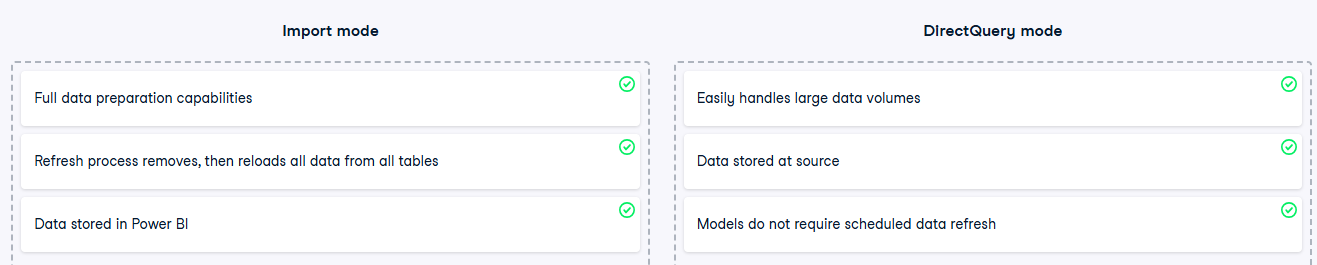 Import mode
Full data preparation capabilities
Refresh process removes, then reloads all data from all tables
Data stored in Power BI
DirectQuery mode
Easily handles large data volumes
Data stored at source
Models do not require scheduled data refresh